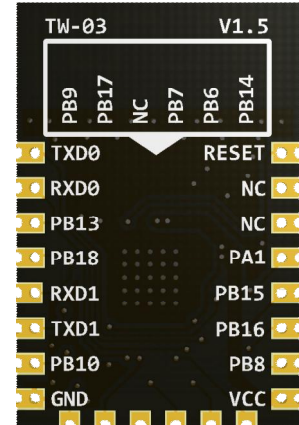 TW-03 V1.5
PB9 PB17 NC PB7 PB6 PB14
TXD0 RESET
RXD0 NC
PB13 NC
PB18 PA1
RXD1 PB15
TXD1 PB16
PB10 PB8
GND VCC